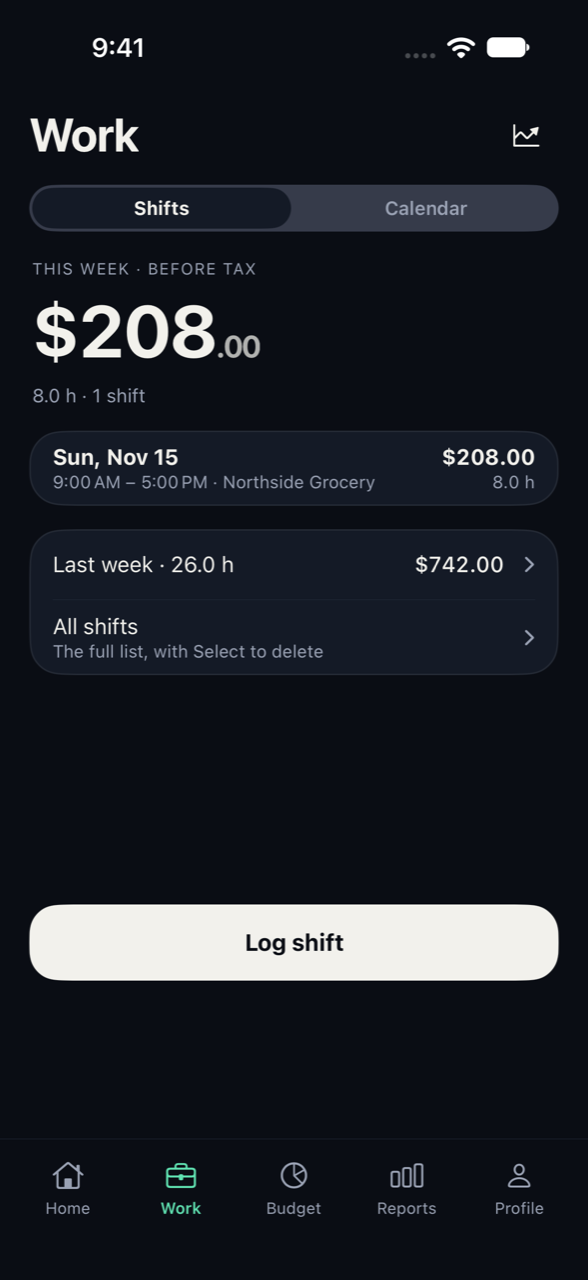 9:41
Work
Shifts
Calendar
THIS WEEK · BEFORE TAX
$208.00
8.0 h · 1 shift
Sun, Nov 15
$208.00
9:00 AM – 5:00 PM · Northside Grocery
8.0 h
Last week · 26.0 h
$742.00
All shifts
The full list, with Select to delete
Log shift
Home
Work
Budget
Reports
Profile